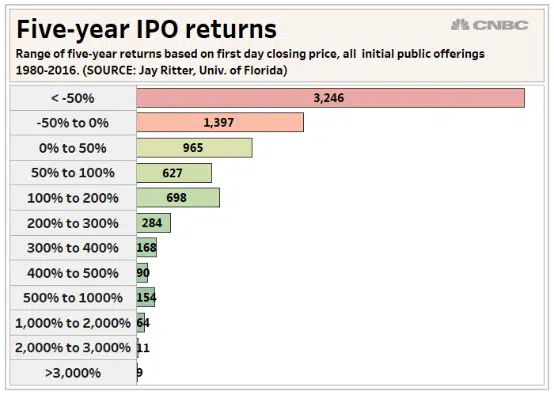 Five-year IPO returns
CNBC
Range of five-year returns based on first day closing price, all initial public offerings
1980-2016. (SOURCE: Jay Ritter, Univ. of Florida)
< -50% 3,246
-50% to 0% 1,397
0% to 50% 965
50% to 100% 627
100% to 200% 698
200% to 300% 284
300% to 400% 168
400% to 500% 90
500% to 1000% 154
1,000% to 2,000% 64
2,000% to 3,000% 11
>3,000% 9